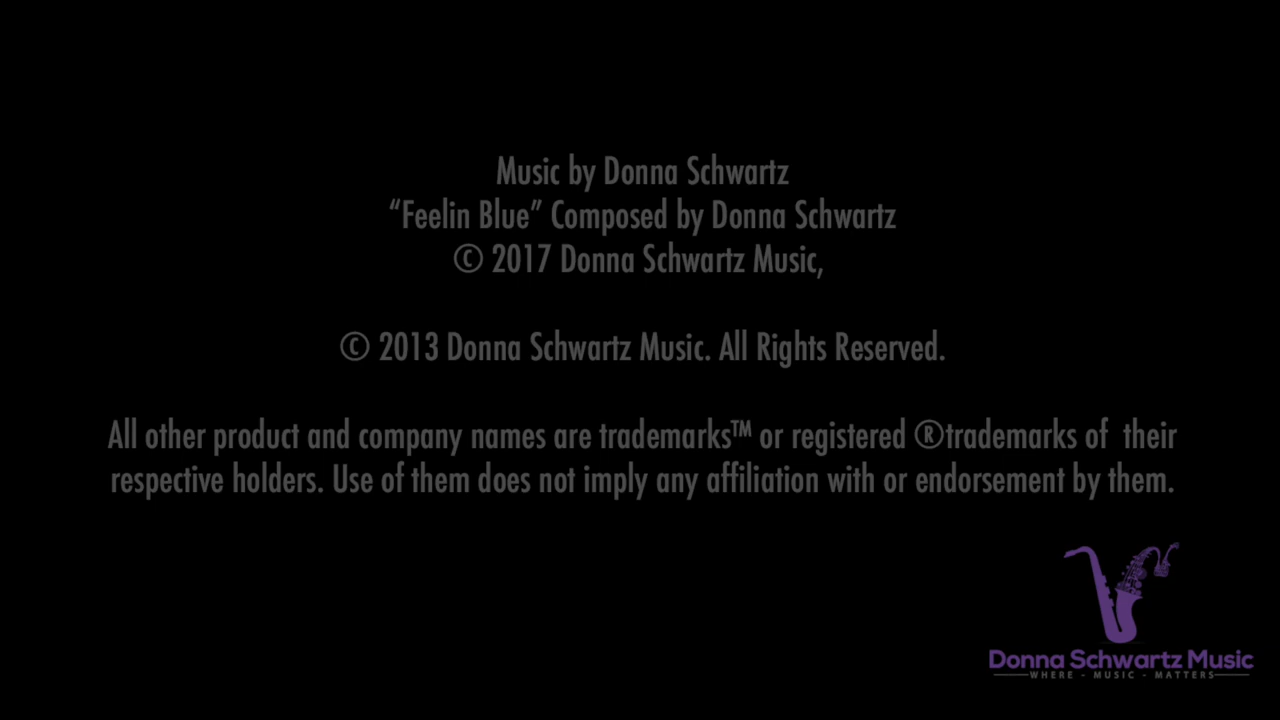 Music by Donna Schwartz
“Feelin Blue” Composed by Donna Schwartz
© 2017 Donna Schwartz Music,
© 2013 Donna Schwartz Music. All Rights Reserved.
All other product and company names are trademarks™ or registered ®trademarks of  their
respective holders. Use of them does not imply any affiliation with or endorsement by them.
Donna Schwartz Music
WHERE - MUSIC - MATTERS